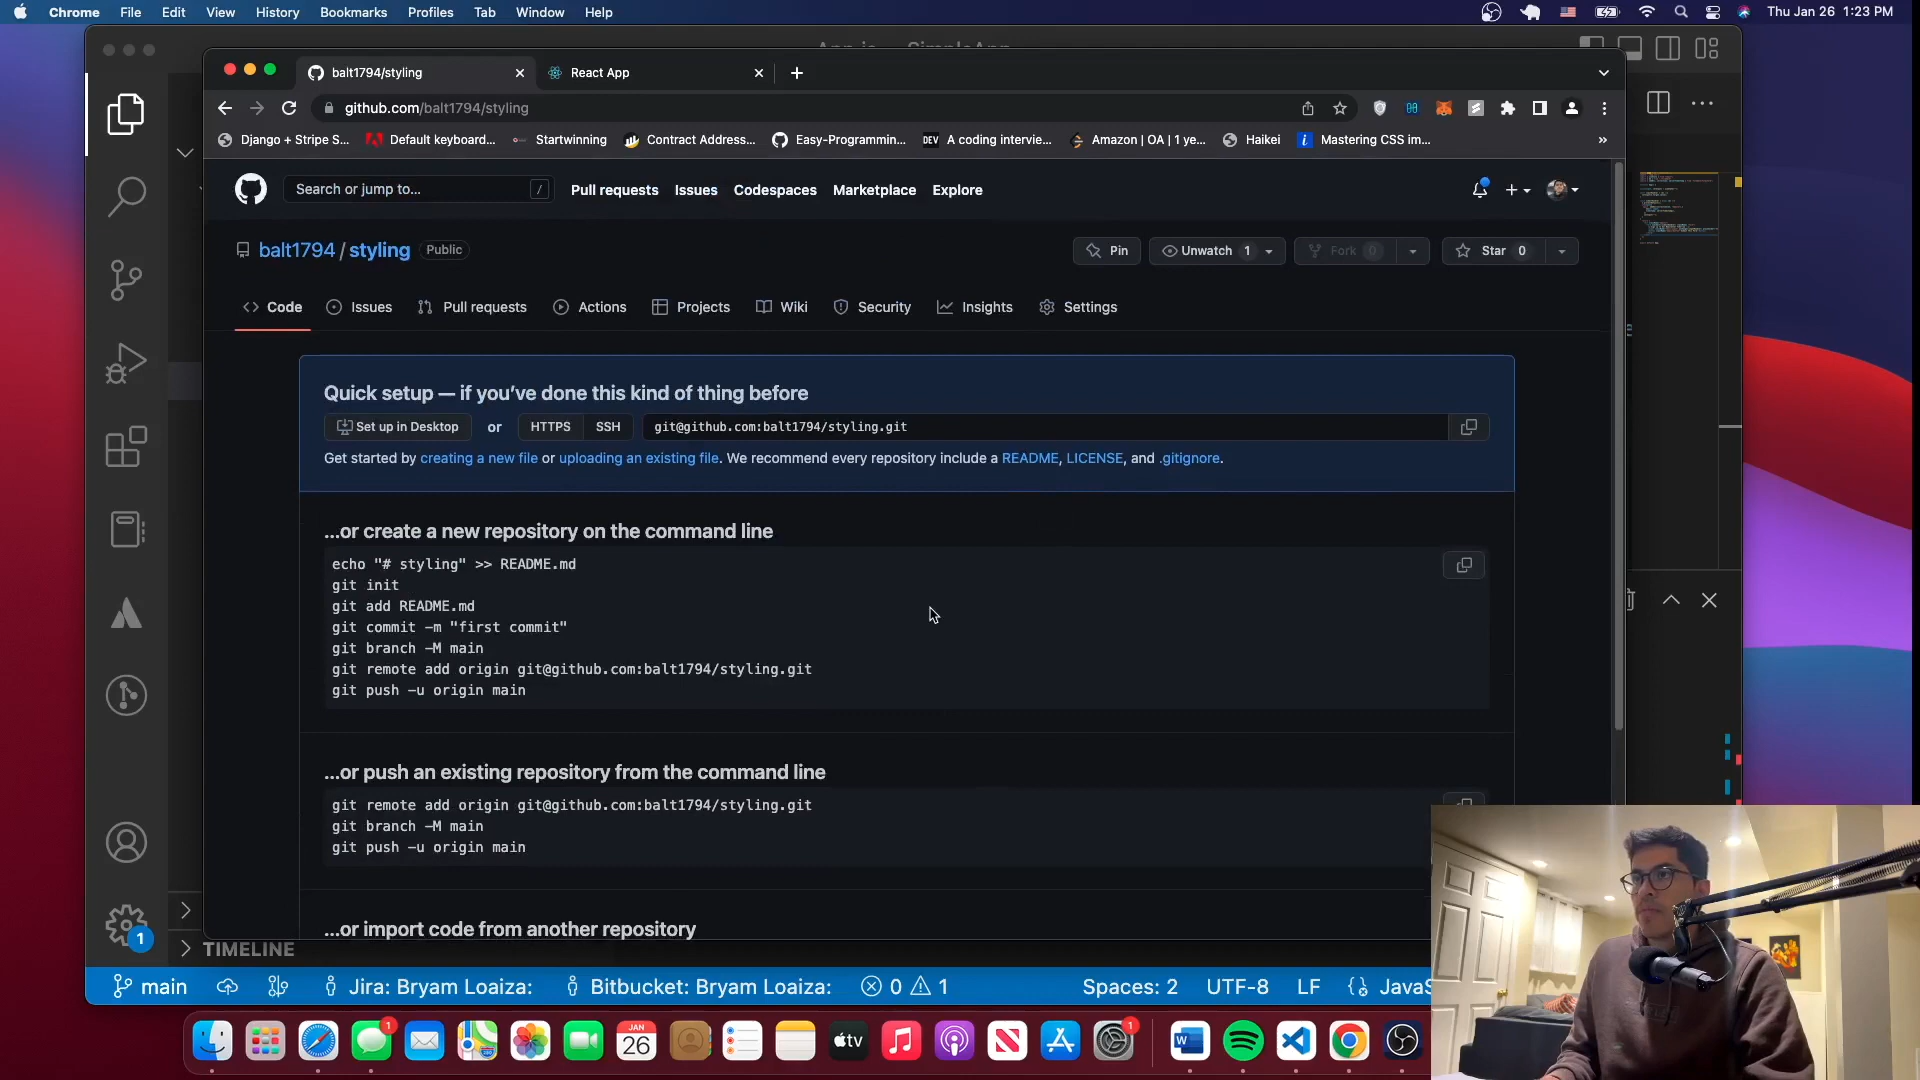 Chrome File Edit View History Bookmarks Profiles Tab Window Help Thu Jan 26 1:23 PM
balt1794/styling React App
github.com/balt1794/styling
Django + Stripe S... Default keyboard... Startwinning Contract Address... Easy-Programmin... DEV A coding intervie... Amazon | OA | 1 ye... Haikei i Mastering CSS im... »
Search or jump to... / Pull requests Issues Codespaces Marketplace Explore
balt1794 / styling Public Pin Unwatch 1 Fork 0 Star 0
<> Code Issues Pull requests Actions Projects Wiki Security Insights Settings
Quick setup — if you’ve done this kind of thing before
Set up in Desktop or HTTPS SSH git@github.com:balt1794/styling.git
Get started by creating a new file or uploading an existing file. We recommend every repository include a README, LICENSE, and .gitignore.
...or create a new repository on the command line
echo "# styling" >> README.md
git init
git add README.md
git commit -m "first commit"
git branch -M main
git remote add origin git@github.com:balt1794/styling.git
git push -u origin main
...or push an existing repository from the command line
git remote add origin git@github.com:balt1794/styling.git
git branch -M main
git push -u origin main
...or import code from another repository
1
TIMELINE
main Jira: Bryam Loaiza: Bitbucket: Bryam Loaiza: 0 1 Spaces: 2 UTF-8 LF {}
1 JAN 26 tv 1 W